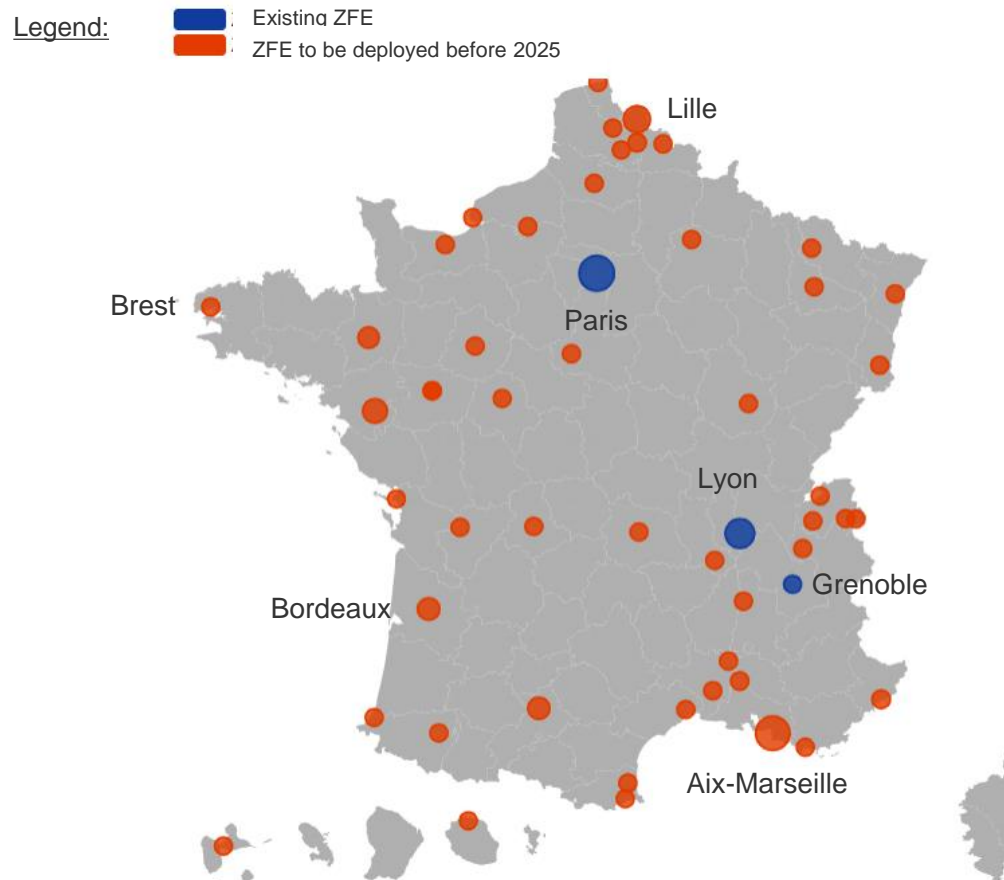 Legend:
Existing ZFE
ZFE to be deployed before 2025
Lille
Brest
Paris
Lyon
Grenoble
Bordeaux
Aix-Marseille